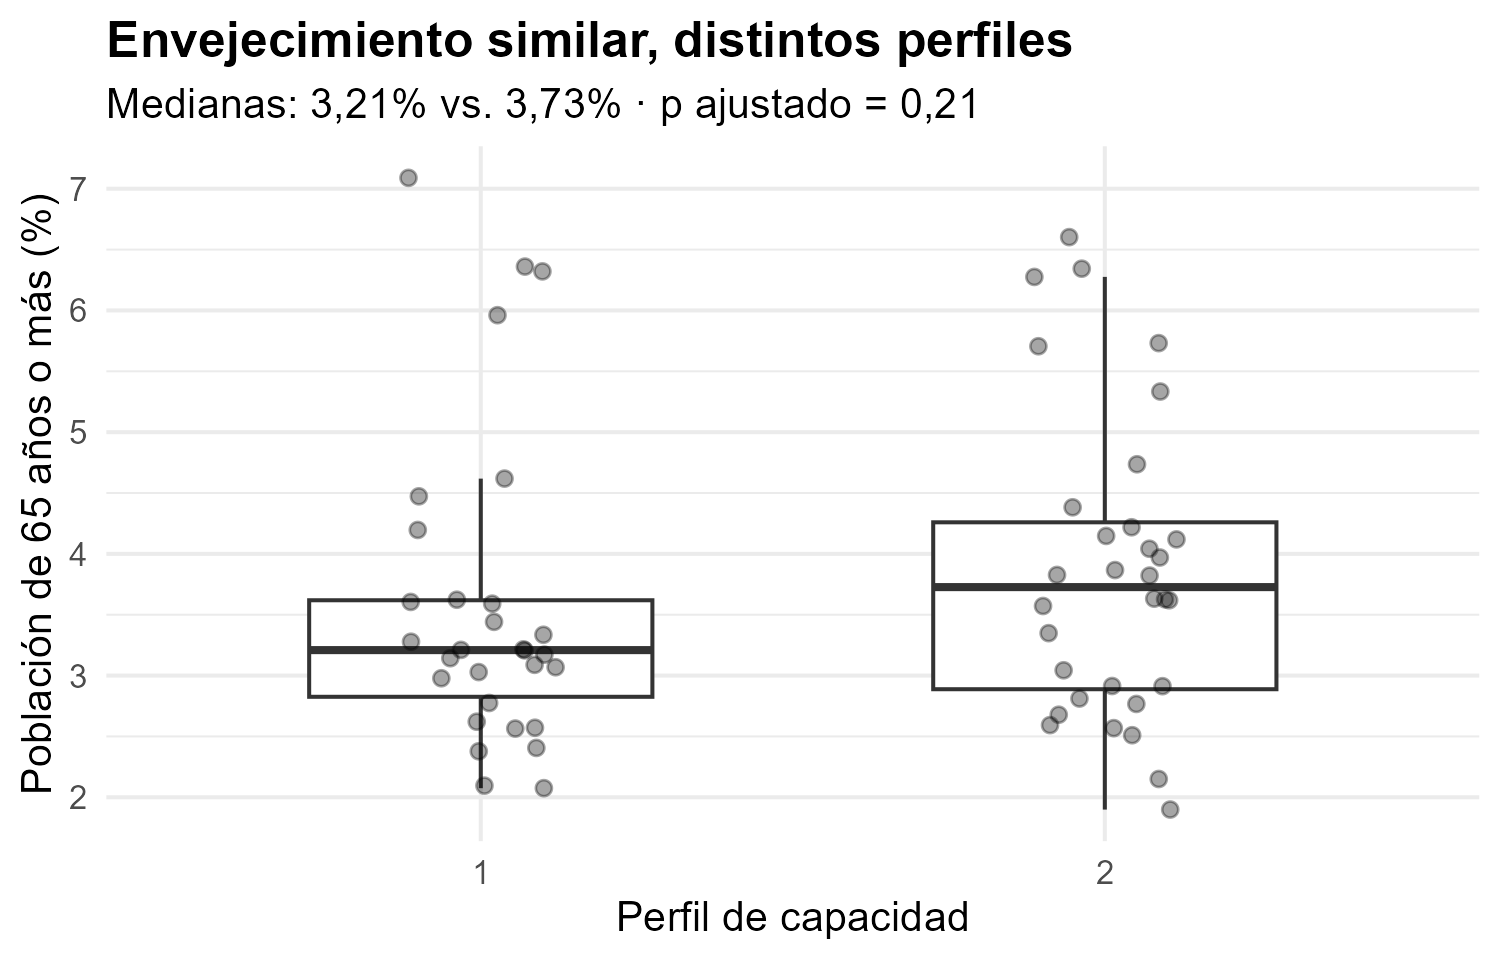 Envejecimiento similar, distintos perfiles
Medianas: 3,21% vs. 3,73% · p ajustado = 0,21
Población de 65 años o más (%)
7
6
5
4
3
2
1
2
Perfil de capacidad